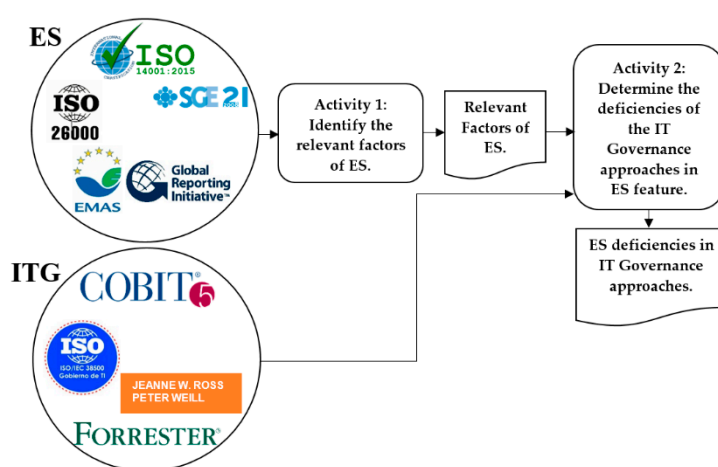 ES
ISO
14001:2015
ISO
26000
SGE 21
EMAS
Global
Reporting
Initiative™
Activity 1:
Identify the
relevant factors
of ES.
Relevant
Factors of
ES.
Activity 2:
Determine the
deficiencies of
the IT
Governance
approaches in
ES feature.
ES deficiencies in
IT Governance
approaches.
ITG
COBIT® 5
ISO
ISO/IEC 38500
Gobierno de TI
JEANNE W. ROSS
PETER WEILL
FORRESTER®